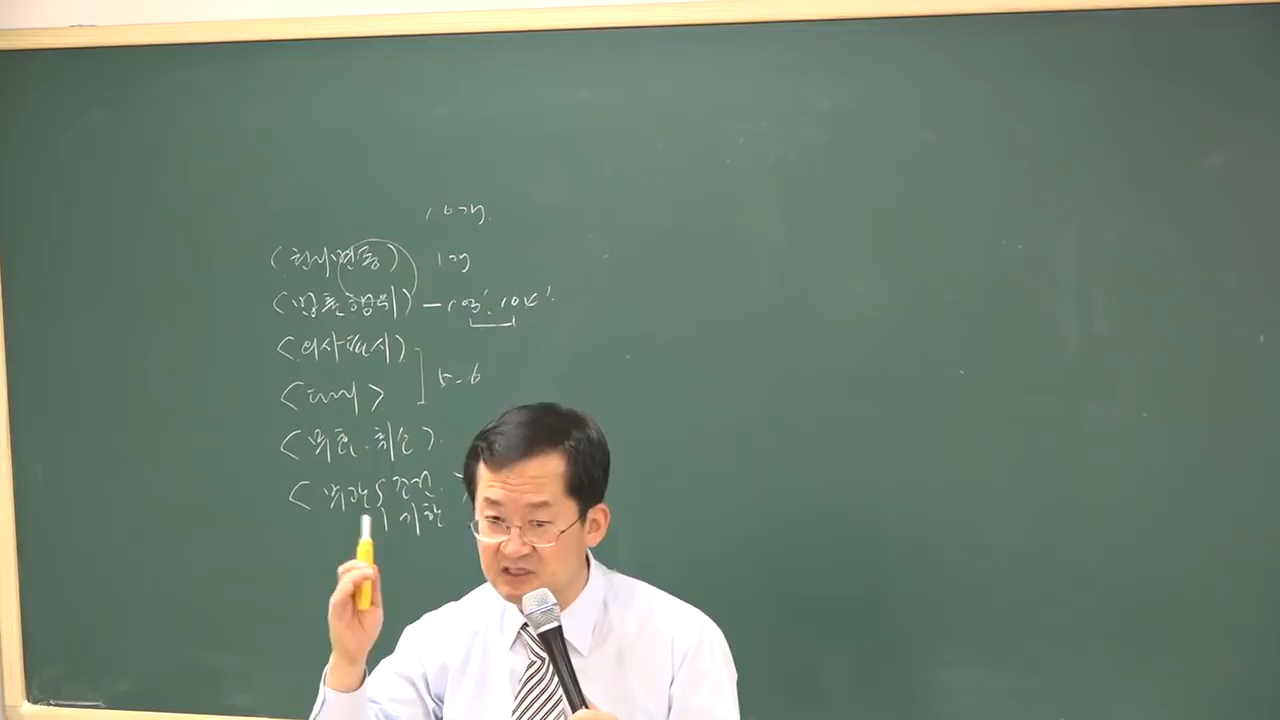 10개.
(권리변동) 1개
<법률행위) - 103', 104'.
<의사표시)
5-6
<대리>
<무효·취소>.
<부관 조건
기한